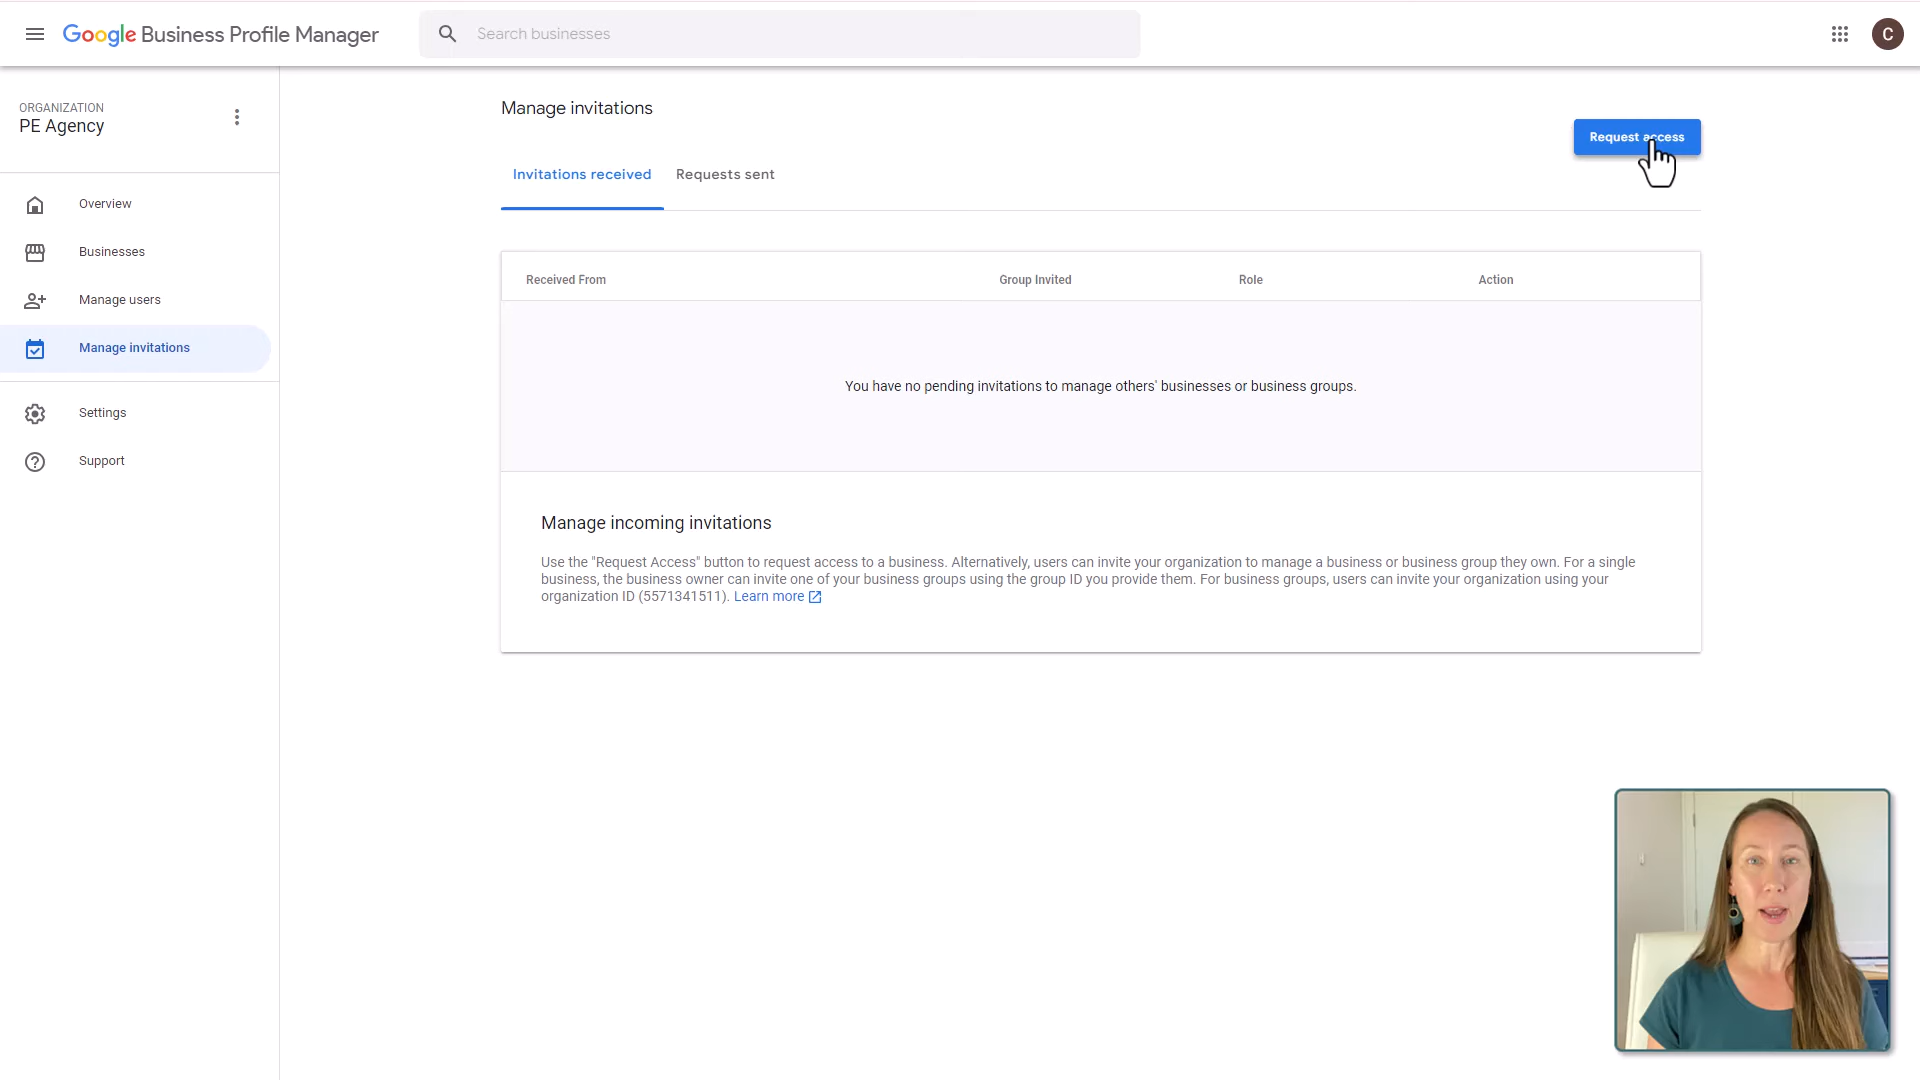 Google Business Profile Manager
Search businesses
C
ORGANIZATION
PE Agency
Overview
Businesses
Manage users
Manage invitations
Settings
Support
Manage invitations
Request access
Invitations received
Requests sent
Received From
Group Invited
Role
Action
You have no pending invitations to manage others' businesses or business groups.
Manage incoming invitations
Use the "Request Access" button to request access to a business. Alternatively, users can invite your organization to manage a business or business group they own. For a single
business, the business owner can invite one of your business groups using the group ID you provide them. For business groups, users can invite your organization using your
organization ID (5571341511). Learn more